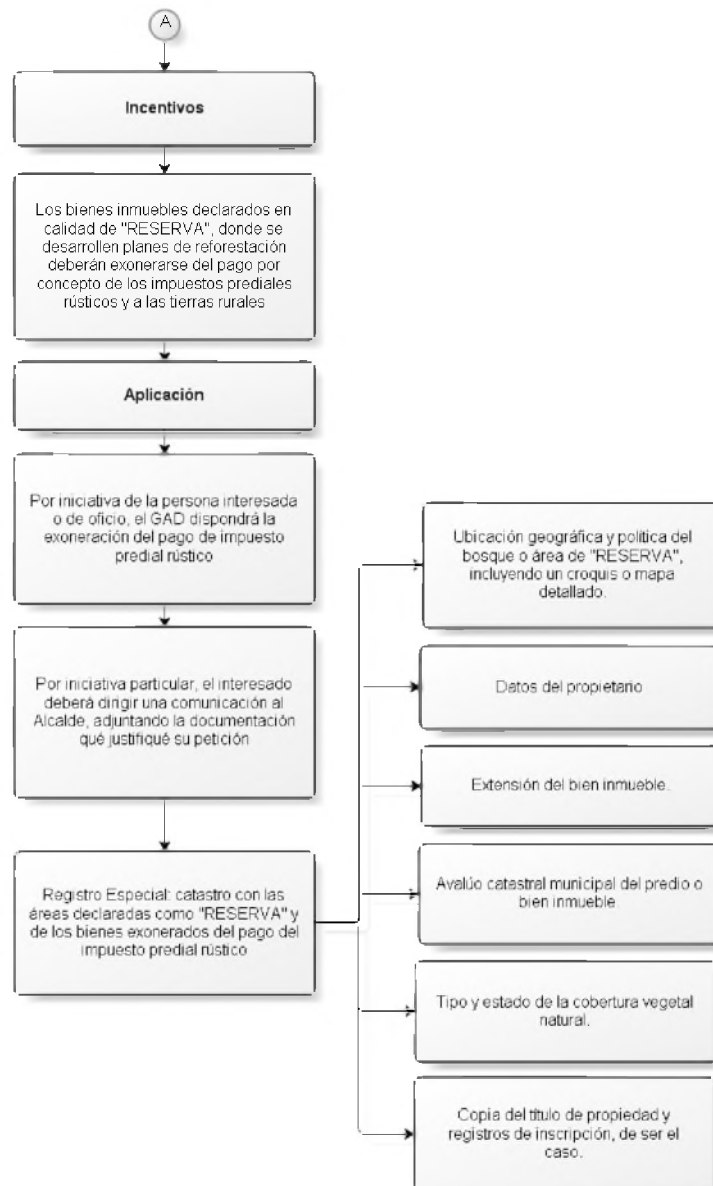 A
Incentivos
Los bienes inmuebles declarados en
calidad de "RESERVA", donde se
desarrollen planes de reforestación
deberán exonerarse del pago por
concepto de los impuestos prediales
rústicos y a las tierras rurales
Aplicación
Por iniciativa de la persona interesada
o de oficio, el GAD dispondrá la
exoneración del pago de impuesto
predial rústico
Por iniciativa particular, el interesado
deberá dirigir una comunicación al
Alcalde, adjuntando la documentación
qué justifiqué su petición
Registro Especial: catastro con las
áreas declaradas como "RESERVA" y
de los bienes exonerados del pago del
impuesto predial rústico
Ubicación geográfica y política del
bosque o área de "RESERVA",
incluyendo un croquis o mapa
detallado.
Datos del propietario
Extensión del bien inmueble.
Avalúo catastral municipal del predio o
bien inmueble
Tipo y estado de la cobertura vegetal
natural.
Copia del título de propiedad y
registros de inscripción, de ser el
caso.